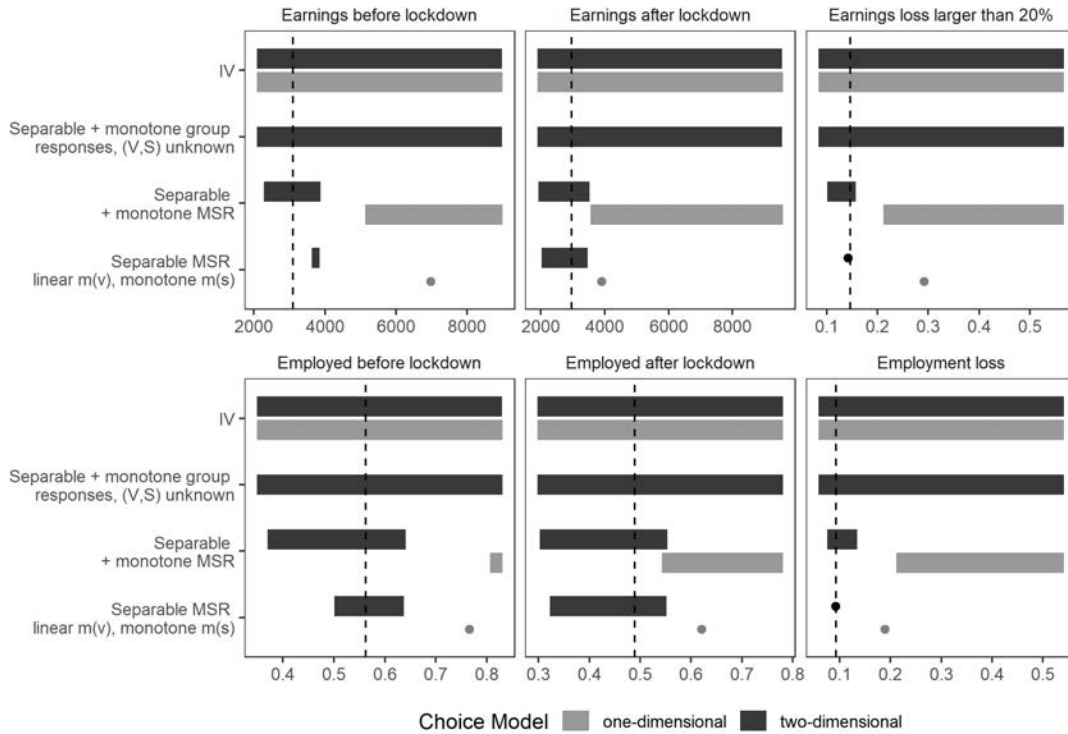 Earnings before lockdown
Earnings after lockdown
Earnings loss larger than 20%
IV
Separable + monotone group
responses, (V,S) unknown
Separable
+ monotone MSR
Separable MSR
linear m(v), monotone m(s)
2000 4000 6000 8000
2000 4000 6000 8000
0.1 0.2 0.3 0.4 0.5
Employed before lockdown
Employed after lockdown
Employment loss
IV
Separable + monotone group
responses, (V,S) unknown
Separable
+ monotone MSR
Separable MSR
linear m(v), monotone m(s)
0.4 0.5 0.6 0.7 0.8
0.3 0.4 0.5 0.6 0.7 0.8
0.1 0.2 0.3 0.4 0.5
Choice Model one-dimensional two-dimensional